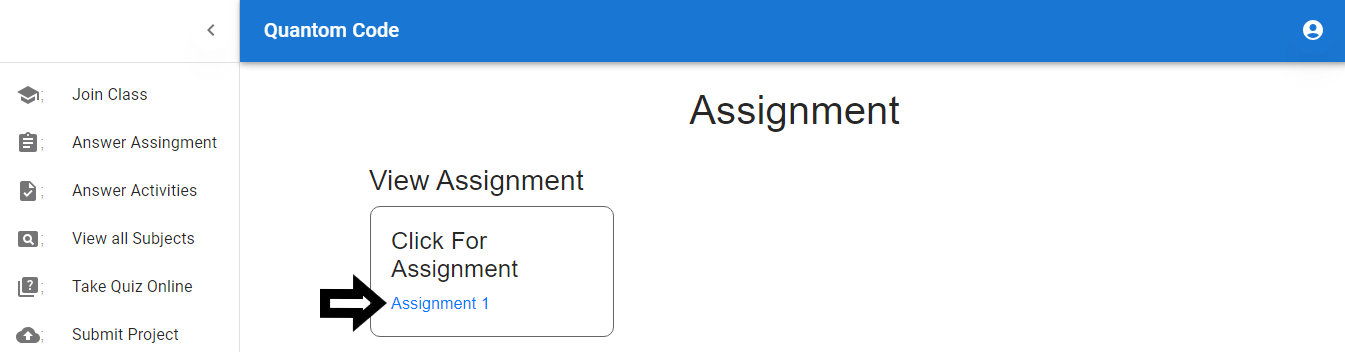 Quantom Code
Join Class
Answer Assingment
Answer Activities
View all Subjects
Take Quiz Online
Submit Project
Assignment
View Assignment
Click For
Assignment
Assignment 1